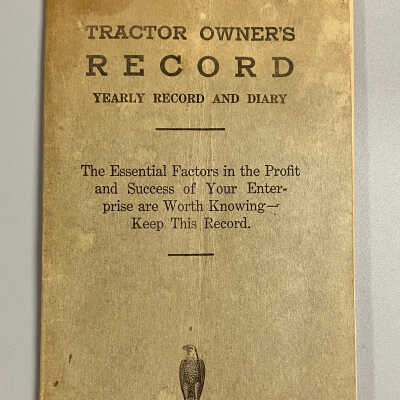 TRACTOR OWNER'S
RECORD
YEARLY RECORD AND DIARY
The Essential Factors in the Profit
and Success of Your Enter-
prise are Worth Knowing—
Keep This Record.